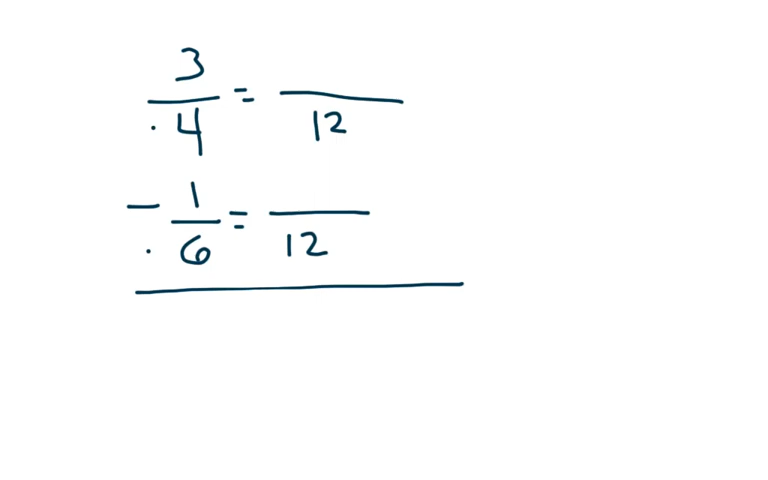 3
4 = 12
- 1
6 = 12